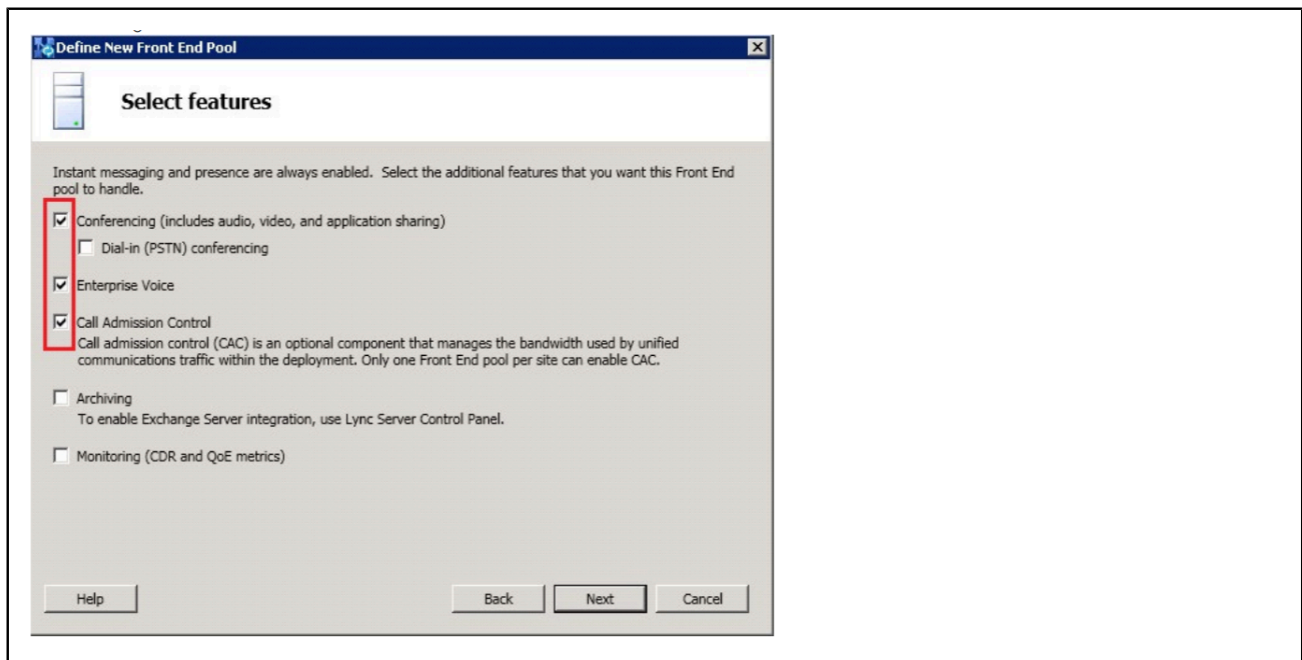 Define New Front End Pool
Select features
Instant messaging and presence are always enabled. Select the additional features that you want this Front End
pool to handle.
Conferencing (includes audio, video, and application sharing)
Dial-in (PSTN) conferencing
Enterprise Voice
Call Admission Control
Call admission control (CAC) is an optional component that manages the bandwidth used by unified
communications traffic within the deployment. Only one Front End pool per site can enable CAC.
Archiving
To enable Exchange Server integration, use Lync Server Control Panel.
Monitoring (CDR and QoE metrics)
Help Back Next Cancel